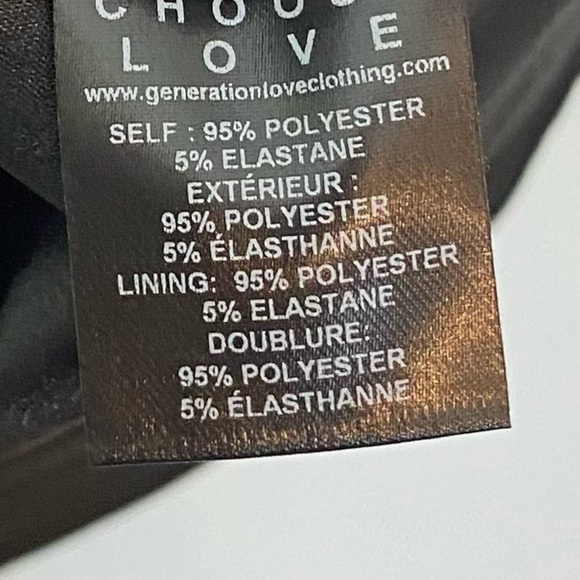 CHOOSE
L O V E
www.generationloveclothing.com
SELF : 95% POLYESTER
5% ELASTANE
EXTÉRIEUR :
95% POLYESTER
5% ÉLASTHANNE
LINING: 95% POLYESTER
5% ELASTANE
DOUBLURE:
95% POLYESTER
5% ÉLASTHANNE